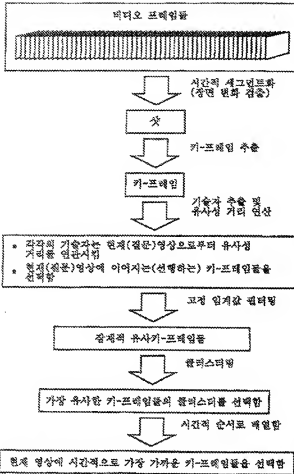 비디오 프레임들
시간적 세그먼트화
(장면 변화 검출)
샷
키-프레임 추출
키-프레임
기술자 추출 및
유사성 거리 연산
* 각각의 기술자는 현재(질문)영상으로부터 유사성
거리를 연관시킴
* 현재(질문)영상에 이어지는(선행하는) 키-프레임들을
선택함
고정 임계값 필터링
잠재적 유사키-프레임들
클러스터링
가장 유사한 키-프레임들의 클러스터를 선택함
시간적 순서로 배열함
현재 영상에 시간적으로 가장 가까운 키-프레임들을 선택함